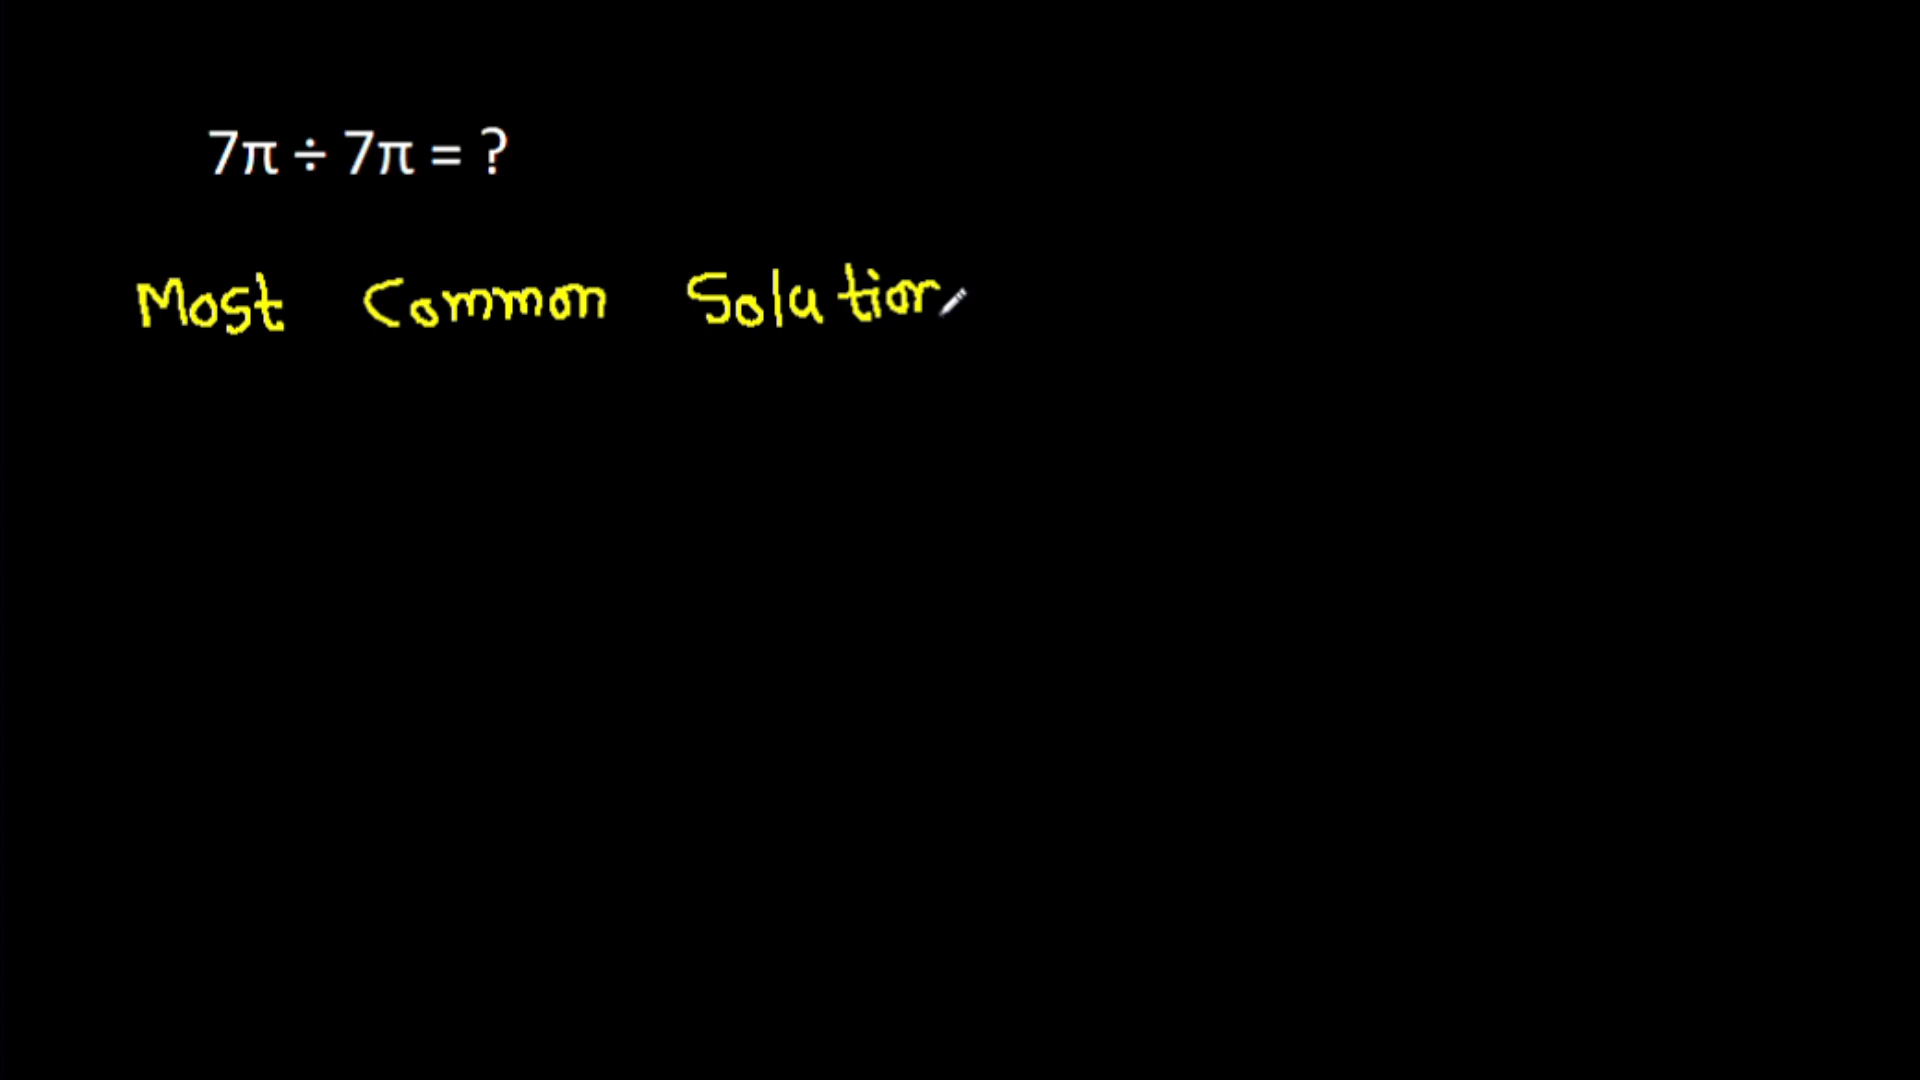 7π ÷ 7π = ?
Most Common Solution